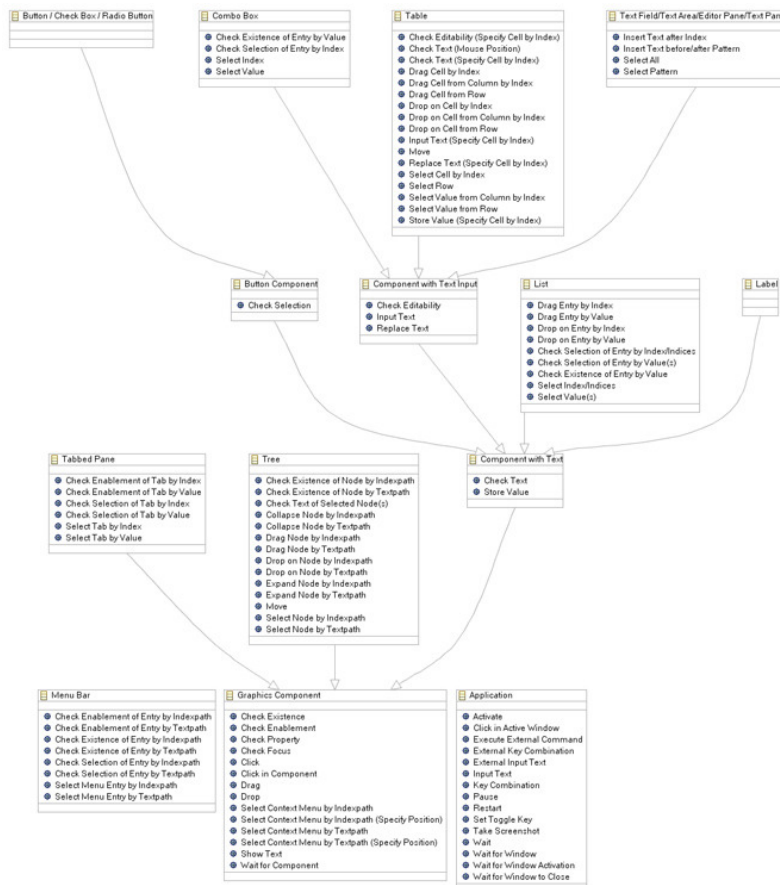 Button / Check Box / Radio Button
Combo Box
Check Existence of Entry by Value
Check Selection of Entry by Index
Select Index
Select Value
Table
Check Editability (Specify Cell by Index)
Check Text (Mouse Position)
Check Text (Specify Cell by Index)
Drag Cell by Index
Drag Cell from Column by Index
Drag Cell from Row
Drop on Cell by Index
Drop on Cell from Column by Index
Drop on Cell from Row
Input Text (Specify Cell by Index)
Move
Replace Text (Specify Cell by Index)
Select Cell by Index
Select Row
Select Value from Column by Index
Select Value from Row
Store Value (Specify Cell by Index)
Text Field/Text Area/Editor Pane/Text Pan
Insert Text after Index
Insert Text before/after Pattern
Select All
Select Pattern
Button Component
Check Selection
Component with Text Input
Check Editability
Input Text
Replace Text
List
Drag Entry by Index
Drag Entry by Value
Drop on Entry by Index
Drop on Entry by Value
Check Selection of Entry by Index/Indices
Check Selection of Entry by Value(s)
Check Existence of Entry by Value
Select Index/Indices
Select Value(s)
Label
Tabbed Pane
Check Enablement of Tab by Index
Check Enablement of Tab by Value
Check Selection of Tab by Index
Check Selection of Tab by Value
Select Tab by Index
Select Tab by Value
Tree
Check Existence of Node by Indexpath
Check Existence of Node by Textpath
Check Text of Selected Node(s)
Collapse Node by Indexpath
Collapse Node by Textpath
Drag Node by Indexpath
Drag Node by Textpath
Drop on Node by Indexpath
Drop on Node by Textpath
Expand Node by Indexpath
Expand Node by Textpath
Move
Select Node by Indexpath
Select Node by Textpath
Component with Text
Check Text
Store Value
Menu Bar
Check Enablement of Entry by Indexpath
Check Enablement of Entry by Textpath
Check Existence of Entry by Indexpath
Check Existence of Entry by Textpath
Check Selection of Entry by Indexpath
Check Selection of Entry by Textpath
Select Menu Entry by Indexpath
Select Menu Entry by Textpath
Graphics Component
Check Existence
Check Enablement
Check Property
Check Focus
Click
Click in Component
Drag
Drop
Select Context Menu by Indexpath
Select Context Menu by Indexpath (Specify Position)
Select Context Menu by Textpath
Select Context Menu by Textpath (Specify Position)
Show Text
Wait for Component
Application
Activate
Click in Active Window
Execute External Command
External Key Combination
External Input Text
Input Text
Key Combination
Pause
Restart
Set Toggle Key
Take Screenshot
Wait
Wait for Window
Wait for Window Activation
Wait for Window to Close